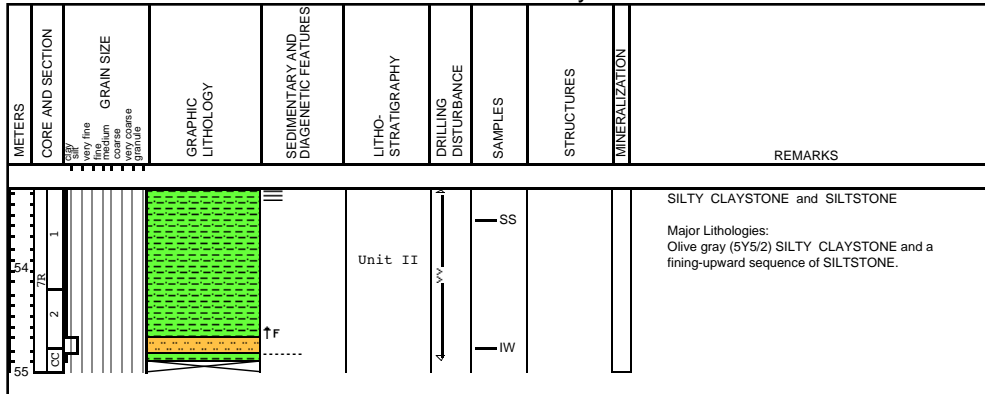 METERS
CORE AND SECTION
GRAIN SIZE
clay
silt
very fine
fine
medium
coarse
very coarse
granule
GRAPHIC
LITHOLOGY
SEDIMENTARY AND
DIAGENETIC FEATURES
LITHO-
STRATIGRAPHY
DRILLING
DISTURBANCE
SAMPLES
STRUCTURES
MINERALIZATION
REMARKS
54
55
7R
1
2
CC
F
Unit II
SS
IW
SILTY CLAYSTONE and SILTSTONE
Major Lithologies:
Olive gray (5Y5/2) SILTY CLAYSTONE and a
fining-upward sequence of SILTSTONE.